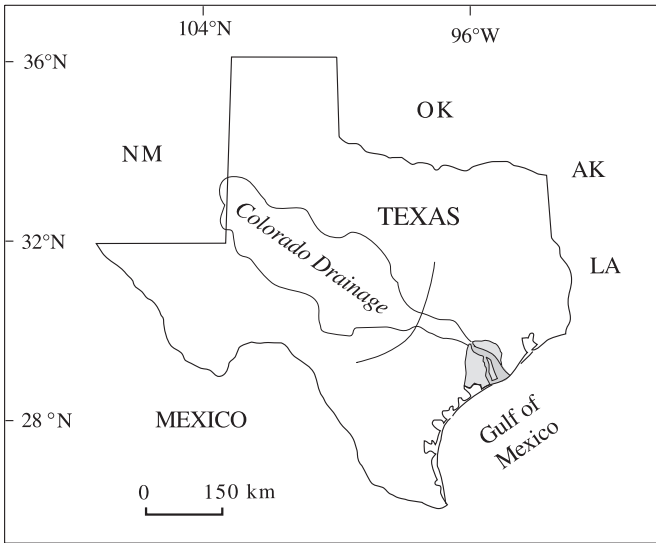 104°N
96°W
36°N
OK
NM
AK
TEXAS
Colorado Drainage
32°N
LA
28 °N
MEXICO
Gulf of
Mexico
0 150 km